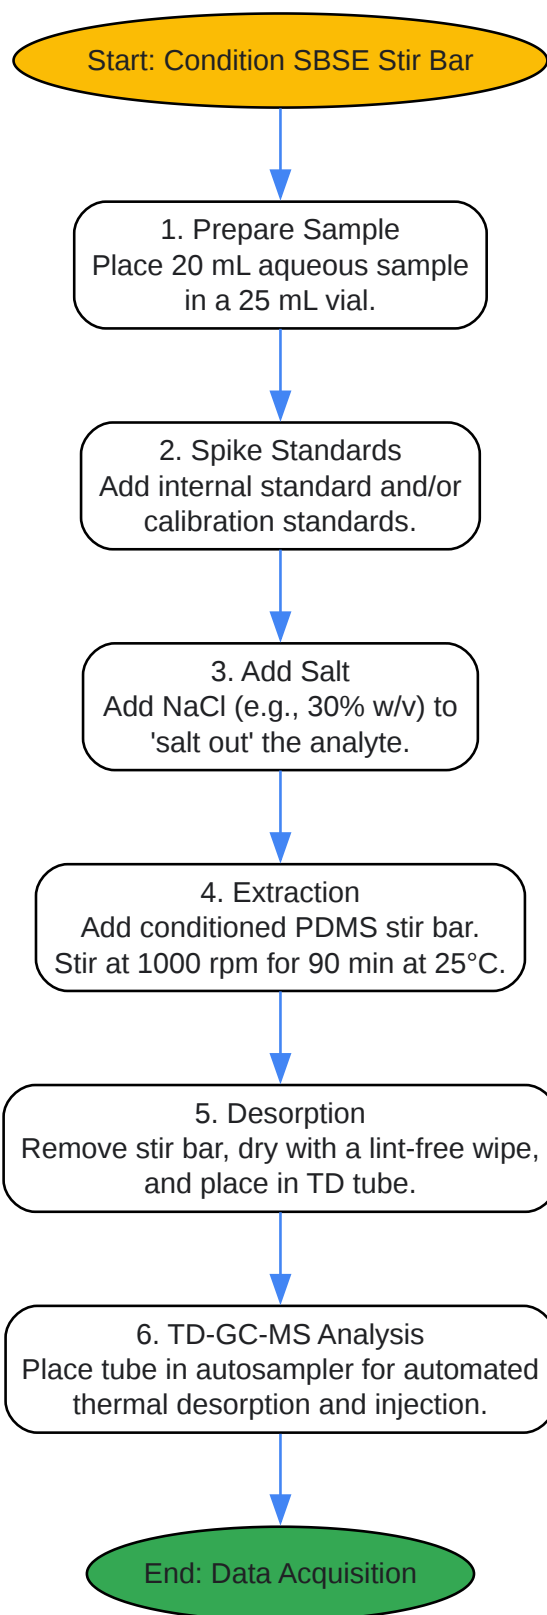 Start: Condition SBSE Stir Bar
1. Prepare Sample
Place 20 mL aqueous sample
in a 25 mL vial.
2. Spike Standards
Add internal standard and/or
calibration standards.
3. Add Salt
Add NaCl (e.g., 30% w/v) to
'salt out' the analyte.
4. Extraction
Add conditioned PDMS stir bar.
Stir at 1000 rpm for 90 min at 25°C.
5. Desorption
Remove stir bar, dry with a lint-free wipe,
and place in TD tube.
6. TD-GC-MS Analysis
Place tube in autosampler for automated
thermal desorption and injection.
End: Data Acquisition